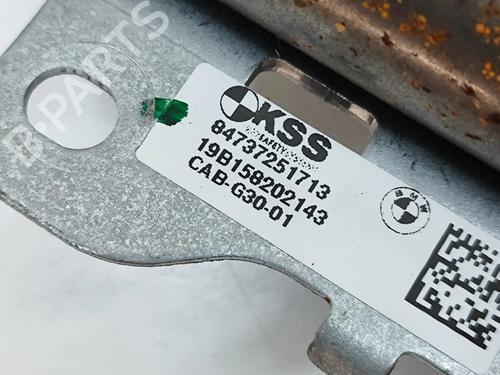 KSS
SAFETY
84737251713
19B158202143
CAB-G30-01
BMW
B-PARTS